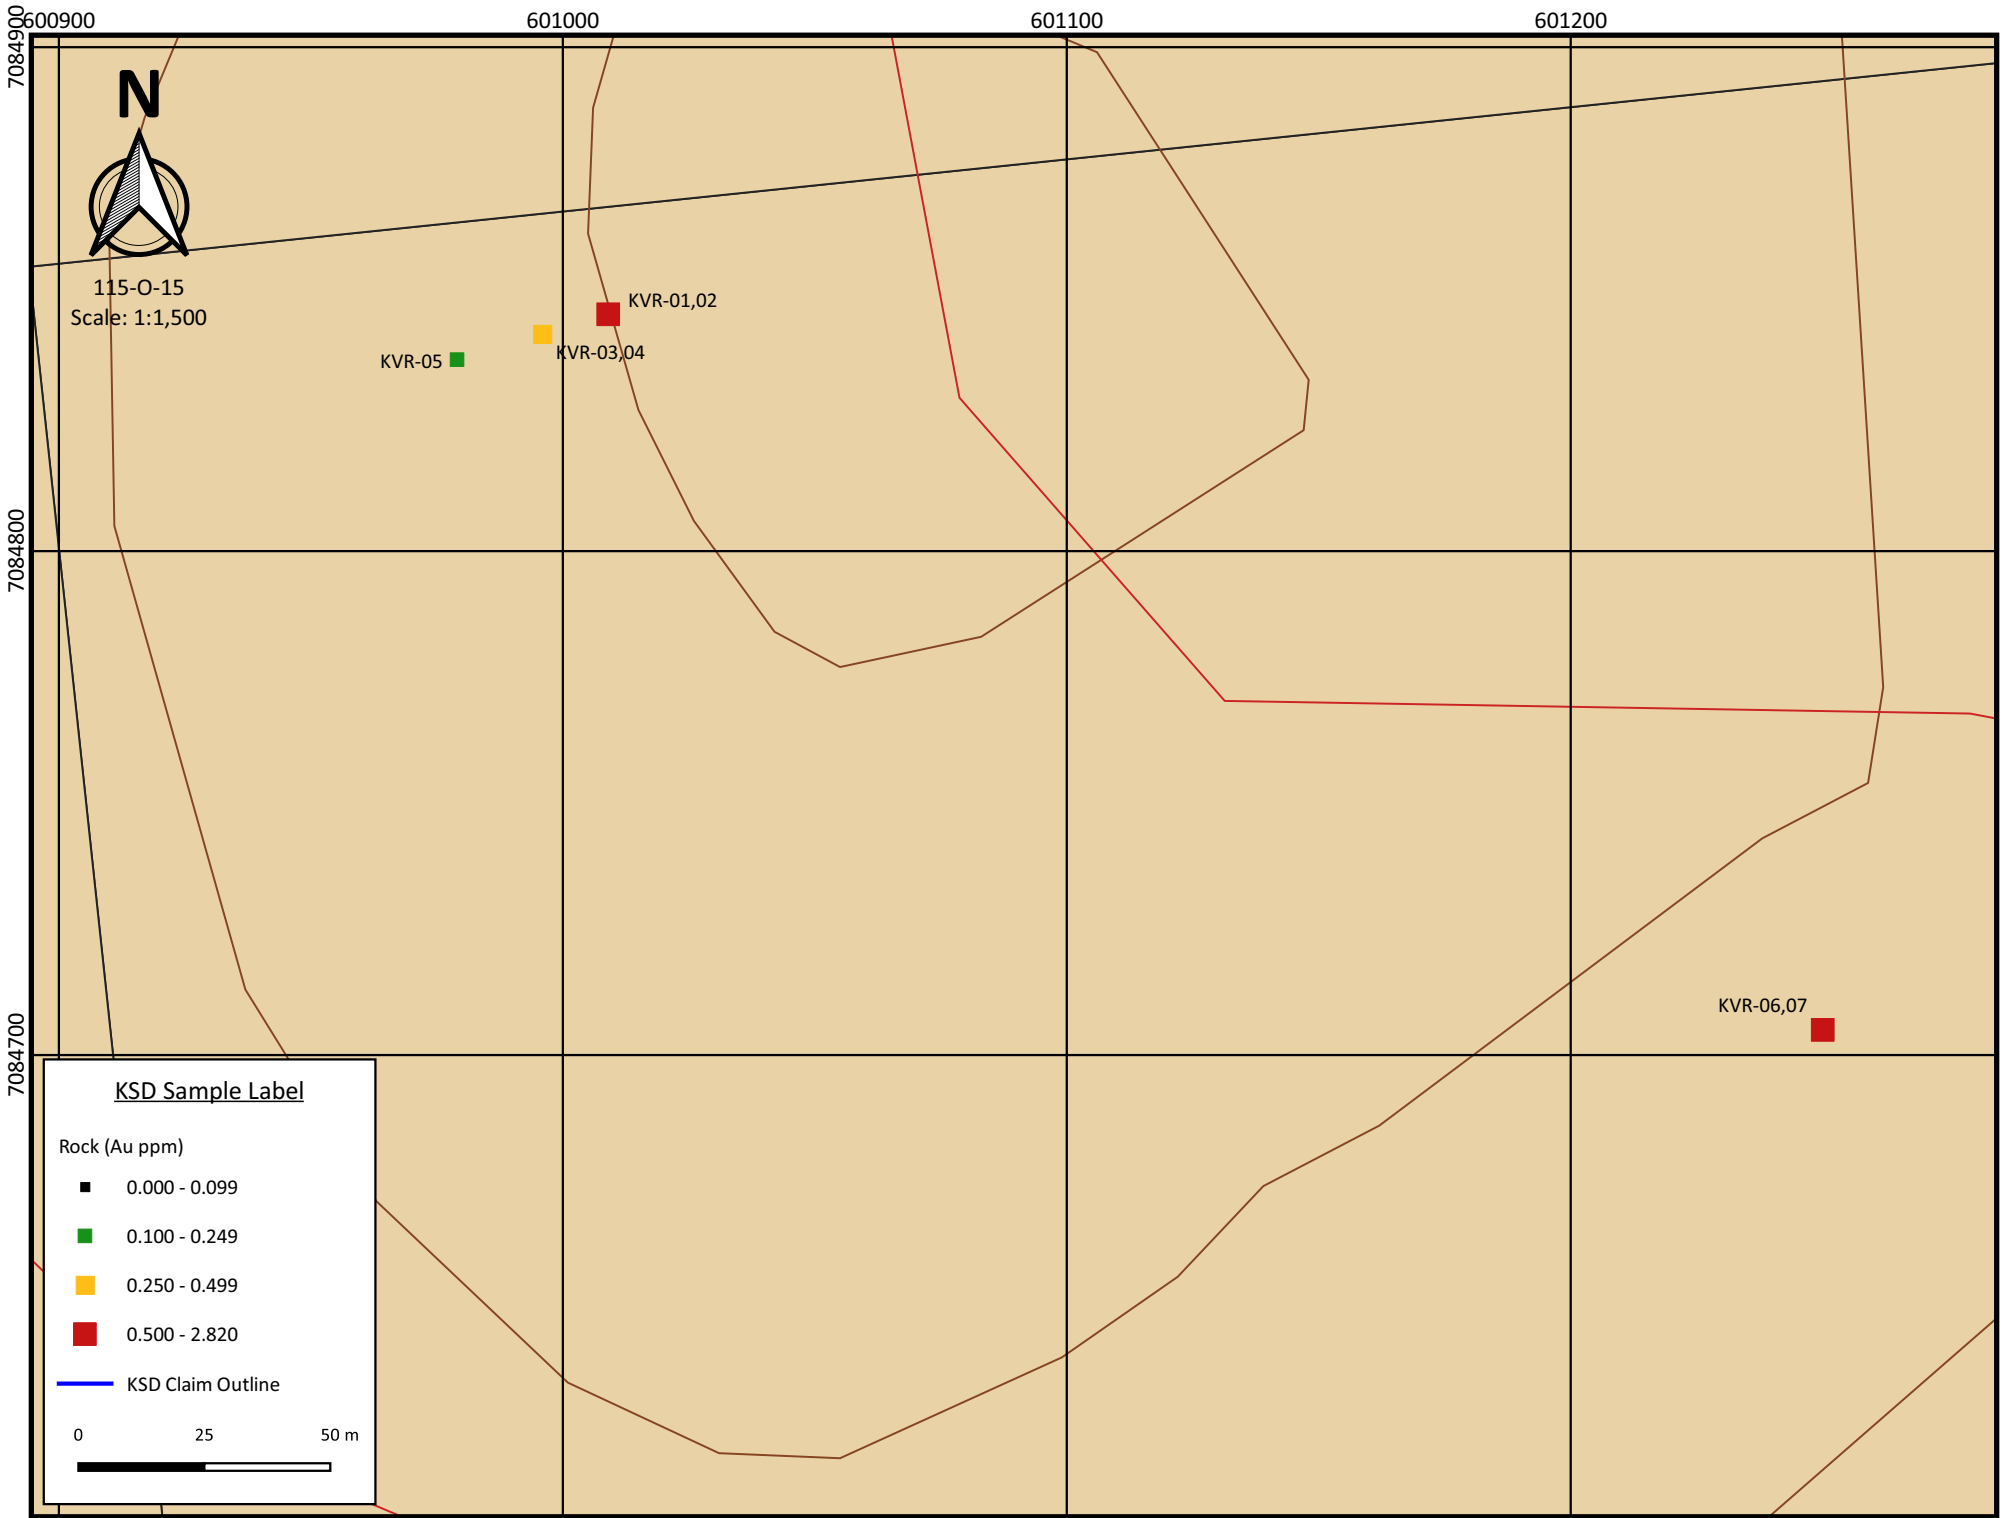 600900
601000
601100
601200
7084900
N
115-O-15
Scale: 1:1,500
KVR-01,02
KVR-03,04
KVR-05
7084800
KVR-06,07
7084700
KSD Sample Label
Rock (Au ppm)
0.000 - 0.099
0.100 - 0.249
0.250 - 0.499
0.500 - 2.820
KSD Claim Outline
0 25 50 m